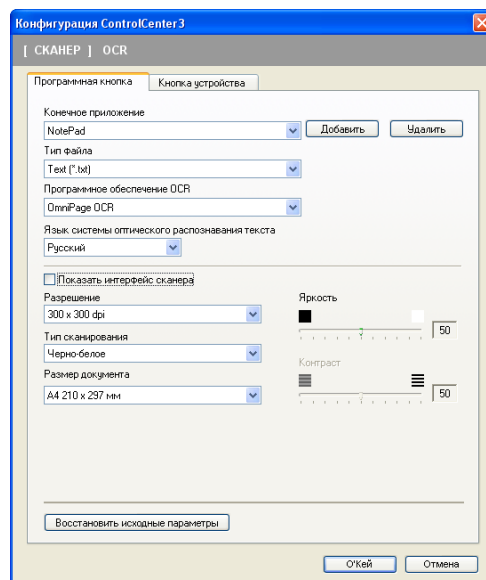 Конфигурация ControlCenter3
[ СКАНЕР ] OCR
Программная кнопка Кнопка устройства
Конечное приложение
NotePad Добавить Удалить
Тип файла
Text (*.txt)
Программное обеспечение OCR
OmniPage OCR
Язык системы оптического распознавания текста
Русский
Показать интерфейс сканера
Разрешение Яркость
300 x 300 dpi 50
Тип сканирования
Черно-белое
Контраст
Размер документа
A4 210 x 297 мм 50
Восстановить исходные параметры
О'Кей Отмена